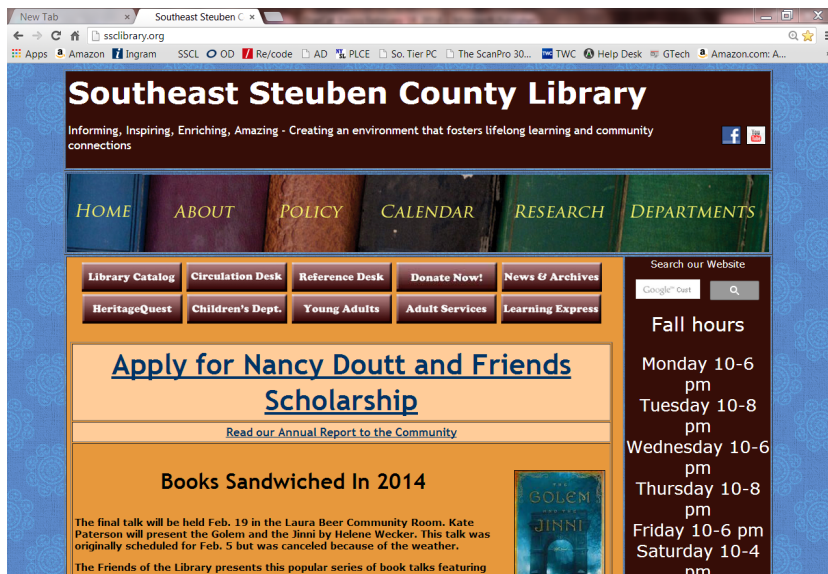 New Tab
Southeast Steuben C
ssclibrary.org
Apps Amazon Ingram SSCL OD Re/code AD PLCE So. Tier PC The ScanPro 30... TWC Help Desk GTech Amazon.com: A...
Southeast Steuben County Library
Informing, Inspiring, Enriching, Amazing - Creating an environment that fosters lifelong learning and community
connections
HOME ABOUT POLICY CALENDAR RESEARCH DEPARTMENTS
Library Catalog Circulation Desk Reference Desk Donate Now! News & Archives
HeritageQuest Children's Dept. Young Adults Adult Services Learning Express
Search our Website
Google™ Cust
Fall hours
Monday 10-6
pm
Tuesday 10-8
pm
Wednesday 10-6
pm
Thursday 10-8
pm
Friday 10-6 pm
Saturday 10-4
pm
Apply for Nancy Doutt and Friends
Scholarship
Read our Annual Report to the Community
Books Sandwiched In 2014
The final talk will be held Feb. 19 in the Laura Beer Community Room. Kate
Paterson will present the Golem and the Jinni by Helene Wecker. This talk was
originally scheduled for Feb. 5 but was canceled because of the weather.
The Friends of the Library presents this popular series of book talks featuring
THE
GOLEM
AND THE
JINNI